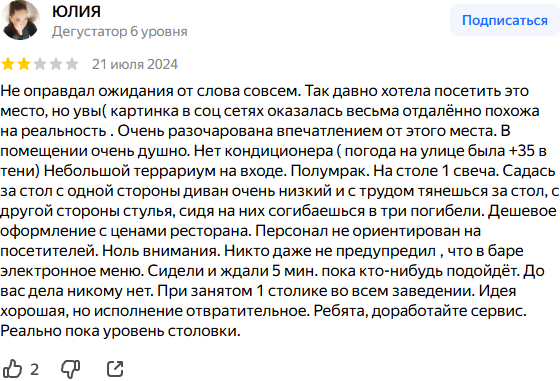 ЮЛИЯ
Подписаться
Дегустатор 6 уровня
21 июля 2024
Не оправдал ожидания от слова совсем. Так давно хотела посетить это
место, но увы( картинка в соц сетях оказалась весьма отдалённо похожа
на реальность . Очень разочарована впечатлением от этого места. В
помещении очень душно. Нет кондиционера ( погода на улице была +35 в
тени) Небольшой террариум на входе. Полумрак. На столе 1 свеча. Садась
за стол с одной стороны диван очень низкий и с трудом тянешься за стол, с
другой стороны стулья, сидя на них согибаешься в три погибели. Дешевое
оформление с ценами ресторана. Персонал не ориентирован на
посетителей. Ноль внимания. Никто даже не предупредил , что в баре
электронное меню. Сидели и ждали 5 мин. пока кто-нибудь подойдёт. До
вас дела никому нет. При занятом 1 столике во всем заведении. Идея
хорошая, но исполнение отвратительное. Ребята, доработайте сервис.
Реально пока уровень столовки.
2